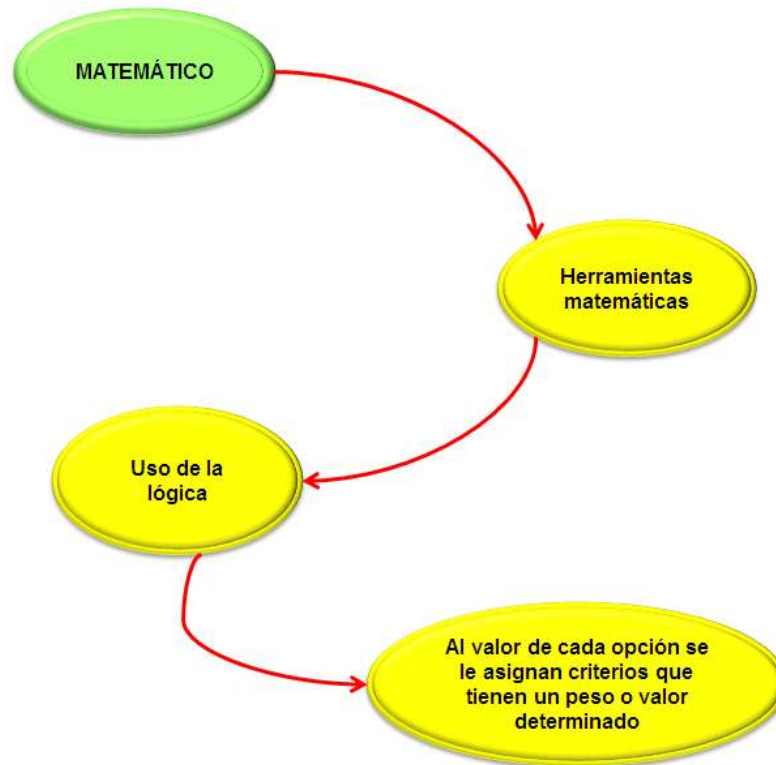 MATEMÁTICO
Herramientas
matemáticas
Uso de la
lógica
Al valor de cada opción se
le asignan criterios que
tienen un peso o valor
determinado